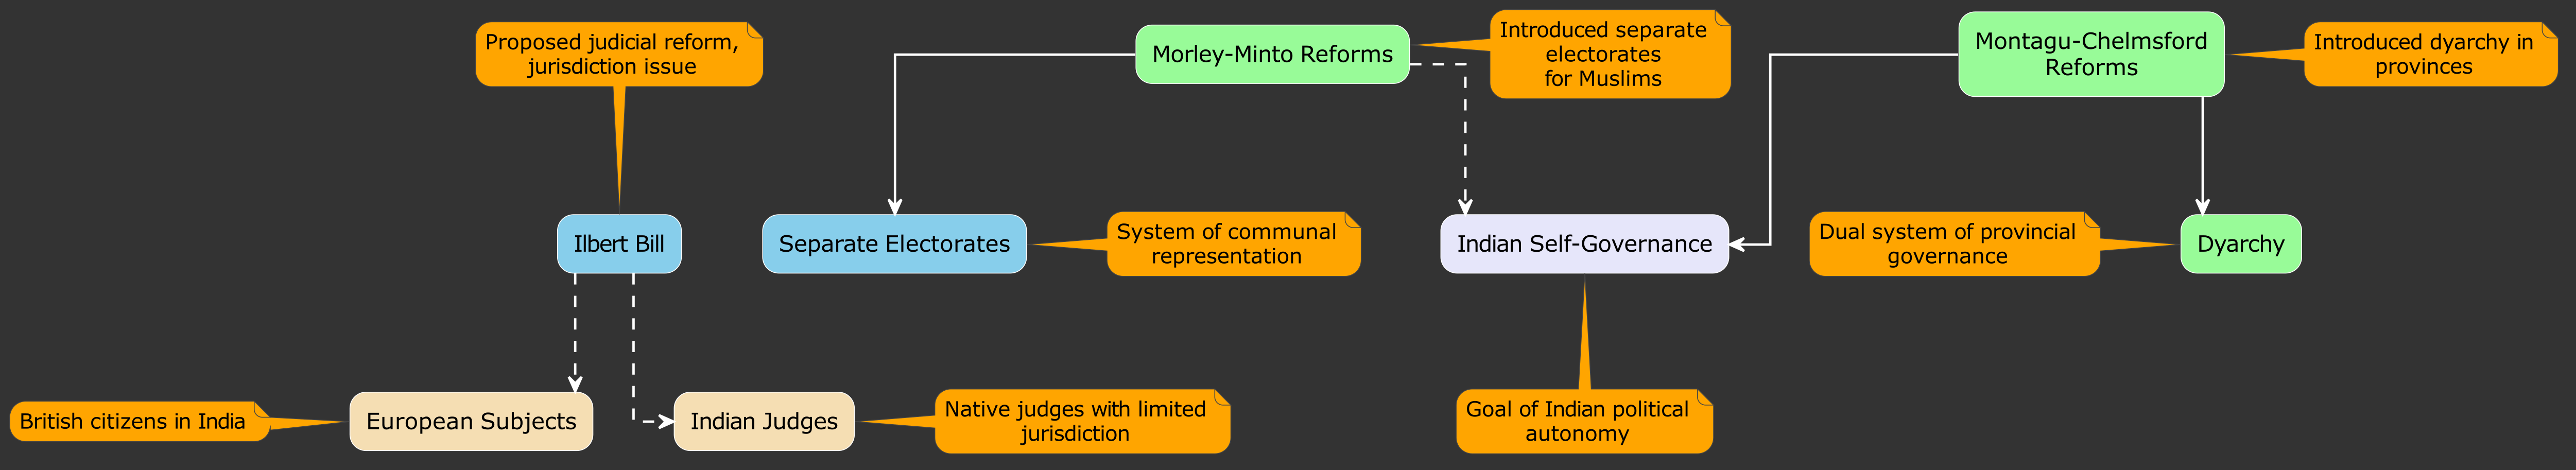 Proposed judicial reform,
jurisdiction issue
Morley-Minto Reforms
Introduced separate
electorates
for Muslims
Montagu-Chelmsford
Reforms
Introduced dyarchy in
provinces
Ilbert Bill
Separate Electorates
System of communal
representation
Indian Self-Governance
Dual system of provincial
governance
Dyarchy
British citizens in India
European Subjects
Indian Judges
Native judges with limited
jurisdiction
Goal of Indian political
autonomy